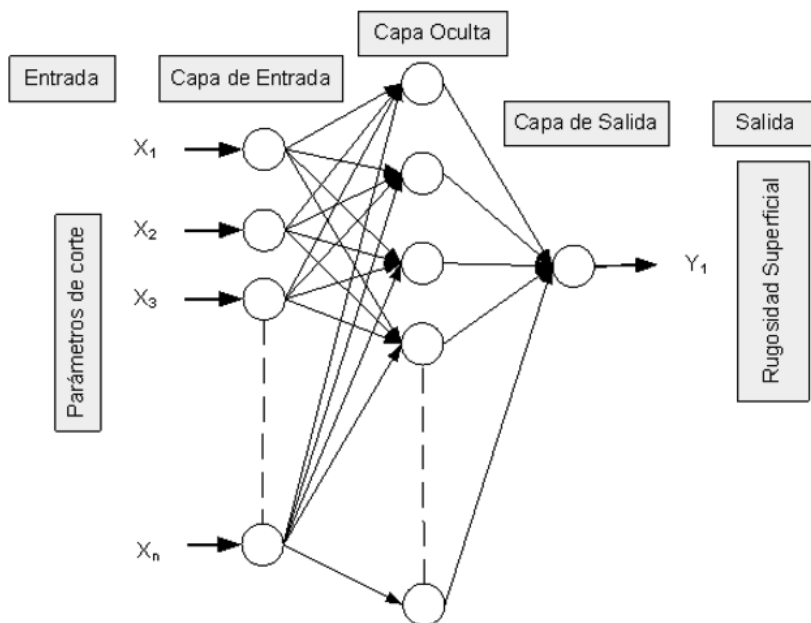 Capa Oculta
Entrada
Capa de Entrada
Capa de Salida
Salida
X₁
X₂
X₃
Xₙ
Parámetros de corte
Y₁
Rugosidad Superficial